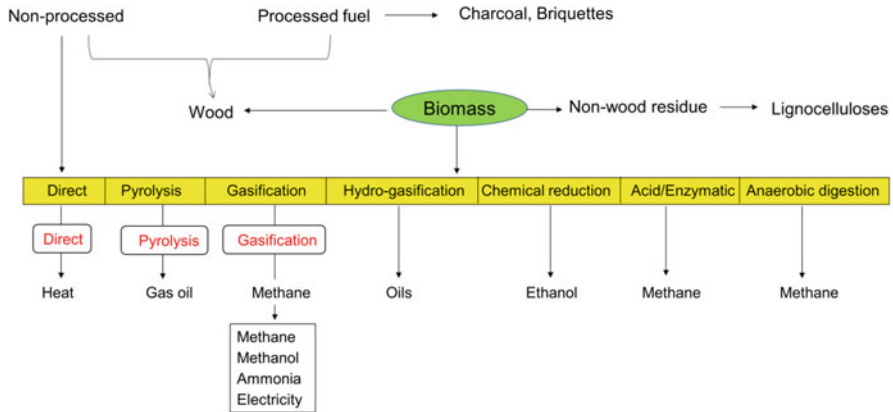 Non-processed
Processed fuel
Charcoal, Briquettes
Wood
Biomass
Non-wood residue
Lignocelluloses
Direct
Pyrolysis
Gasification
Hydro-gasification
Chemical reduction
Acid/Enzymatic
Anaerobic digestion
Direct
Pyrolysis
Gasification
Heat
Gas oil
Methane
Oils
Ethanol
Methane
Methane
Methane
Methanol
Ammonia
Electricity